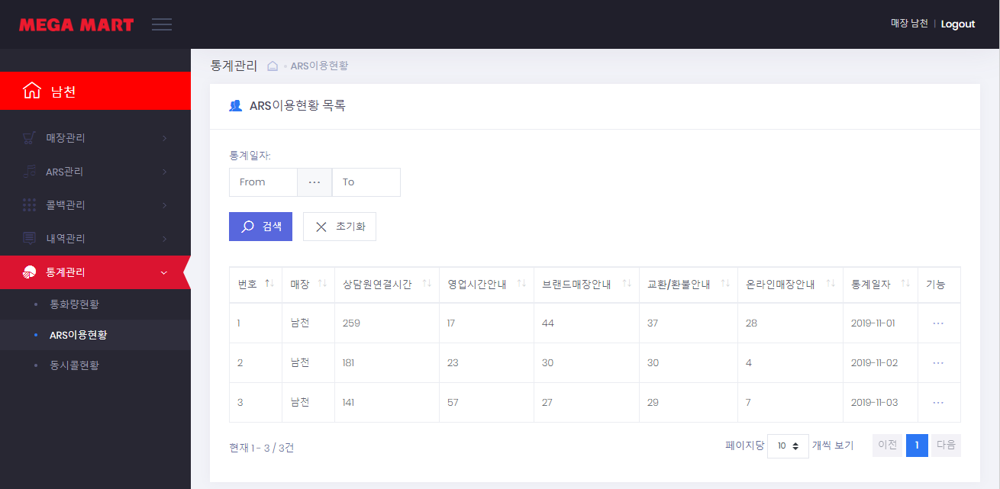 MEGA MART
매장 남천 | Logout
남천
매장관리
ARS관리
콜백관리
내역관리
통계관리
통화량현황
ARS이용현황
동시콜현황
통계관리 ARS이용현황
ARS이용현황 목록
통계일자:
From ... To
검색 초기화
번호 매장 상담원연결시간 영업시간안내 브랜드매장안내 교환/환불안내 온라인매장안내 통계일자 기능
1 남천 259 17 44 37 28 2019-11-01 ...
2 남천 181 23 30 30 4 2019-11-02 ...
3 남천 141 57 27 29 7 2019-11-03 ...
현재 1 - 3 / 3건 페이지당 10 개씩 보기 이전 1 다음